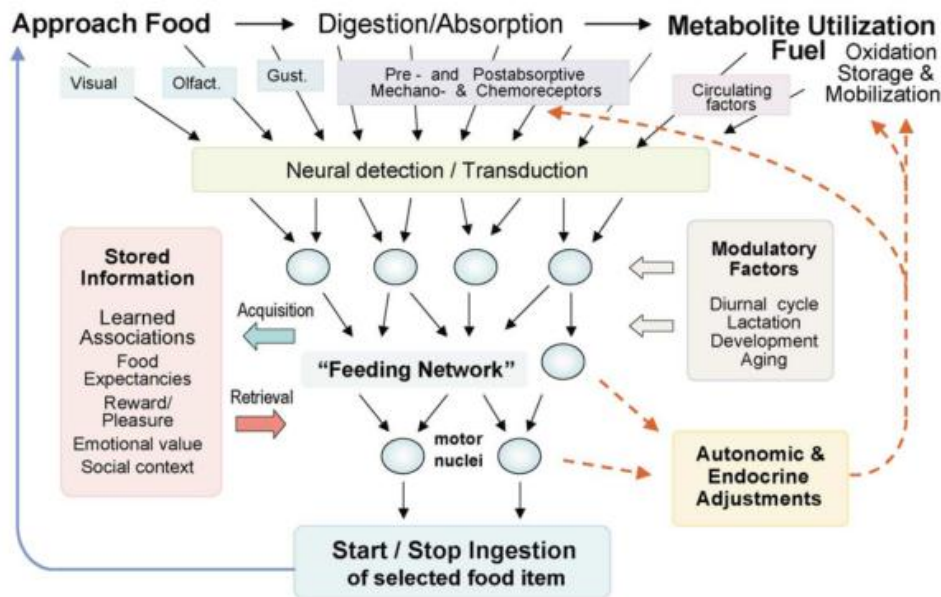 Approach Food
Digestion/Absorption
Metabolite Utilization
Fuel
Oxidation
Storage &
Mobilization
Visual
Olfact.
Gust.
Pre - and Postabsorptive
Mechano- & Chemoreceptors
Circulating
factors
Neural detection / Transduction
Stored
Information
Learned
Associations
Food
Expectancies
Reward/
Pleasure
Emotional value
Social context
Acquisition
Retrieval
“Feeding Network”
Modulatory
Factors
Diurnal cycle
Lactation
Development
Aging
motor
nuclei
Autonomic &
Endocrine
Adjustments
Start / Stop Ingestion
of selected food item